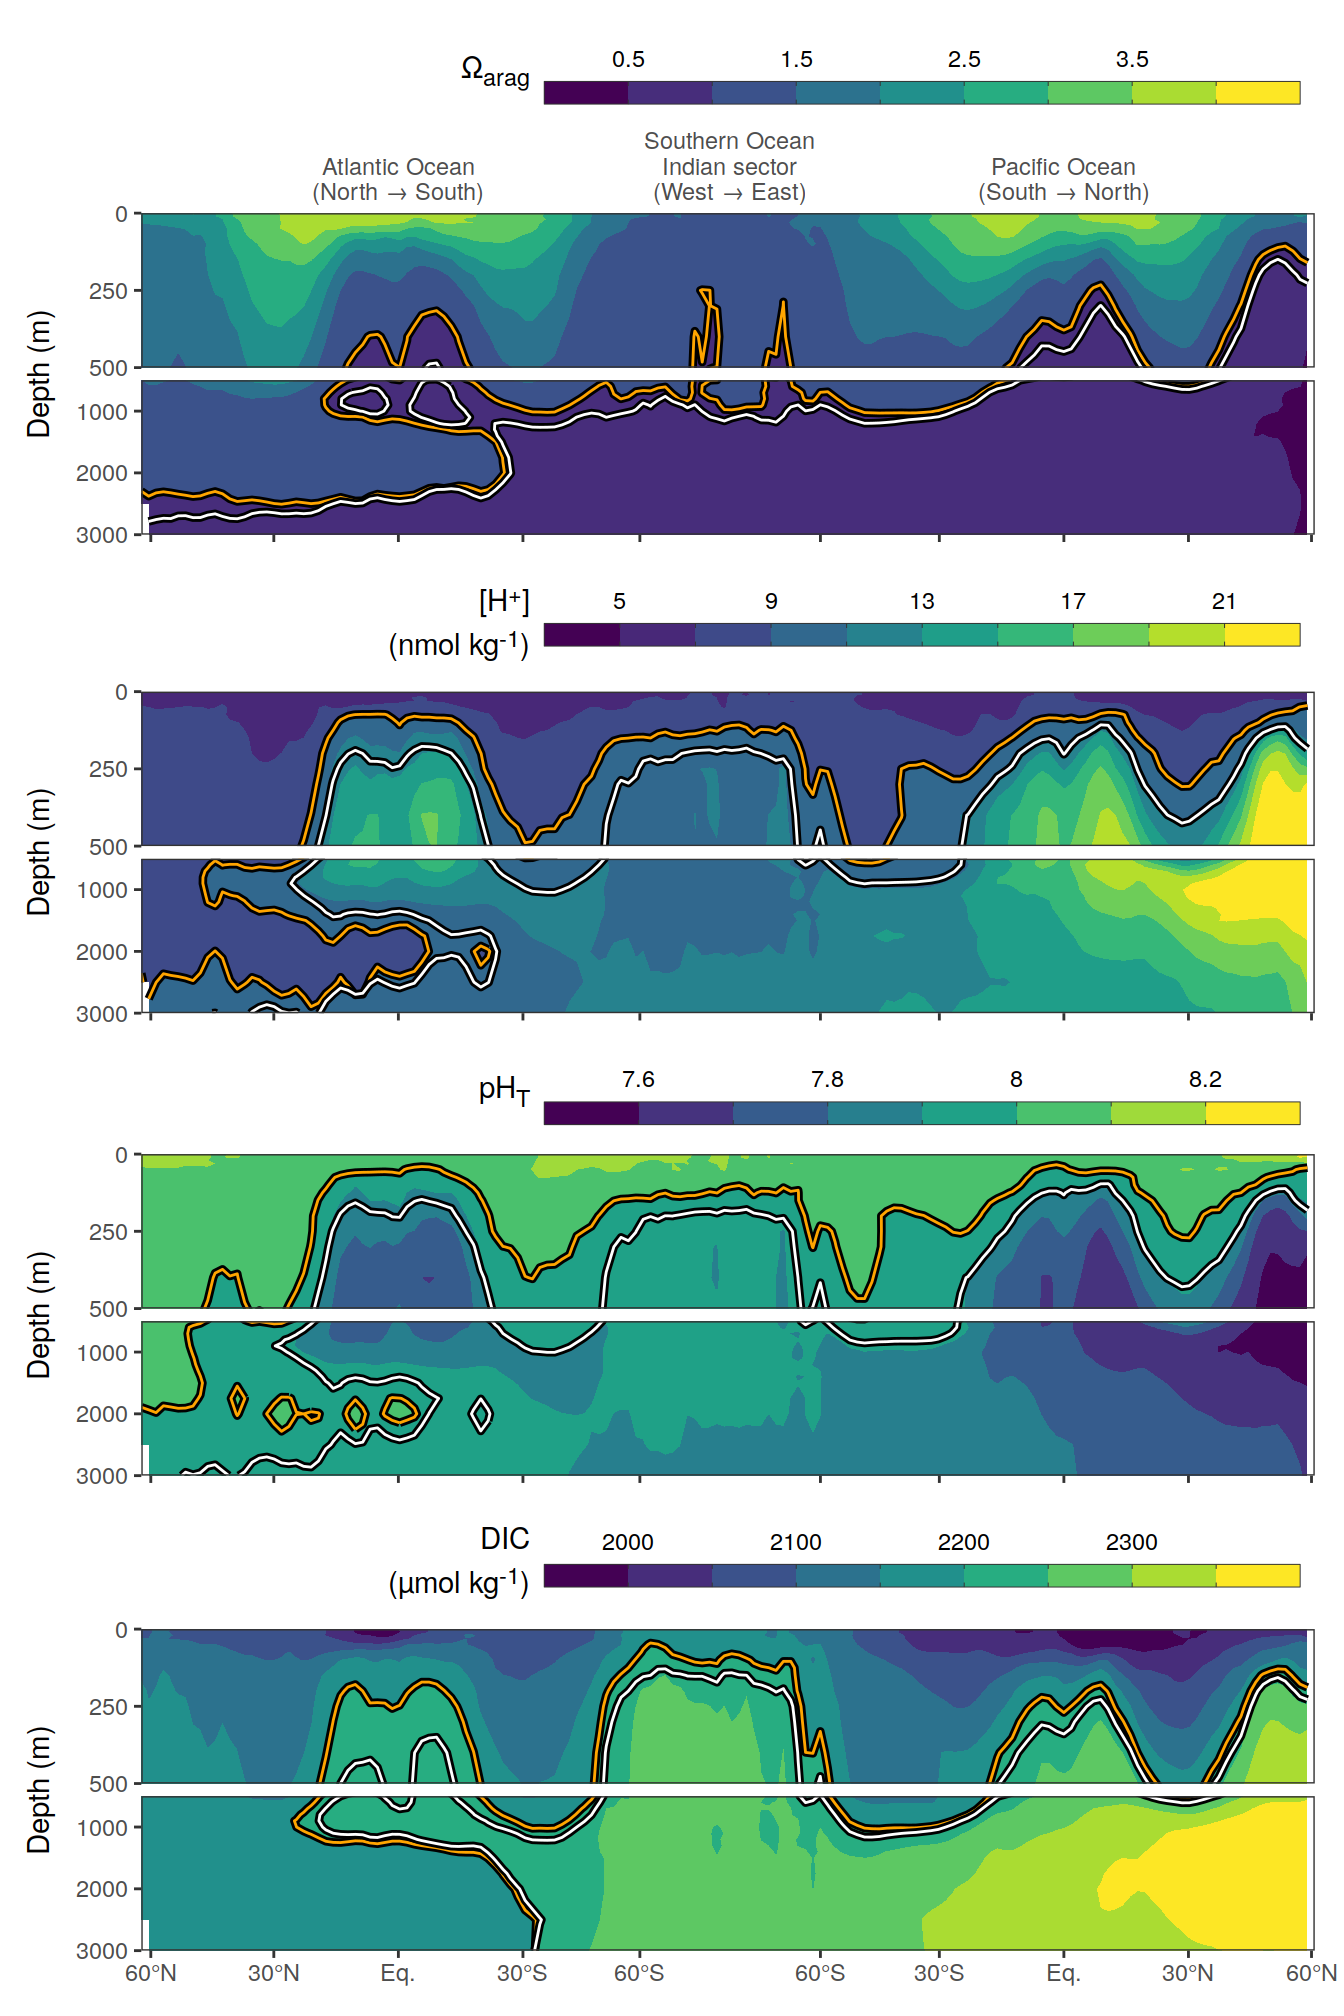 0.5 1.5 2.5 3.5
Ωarag
Atlantic Ocean
(North → South)
Southern Ocean
Indian sector
(West → East)
Pacific Ocean
(South → North)
0
250
500
1000
2000
3000
Depth (m)
5 9 13 17 21
[H⁺]
(nmol kg⁻¹)
0
250
500
1000
2000
3000
Depth (m)
7.6 7.8 8 8.2
pHT
0
250
500
1000
2000
3000
Depth (m)
2000 2100 2200 2300
DIC
(μmol kg⁻¹)
0
250
500
1000
2000
3000
Depth (m)
60°N 30°N Eq. 30°S 60°S 60°S 30°S Eq. 30°N 60°N